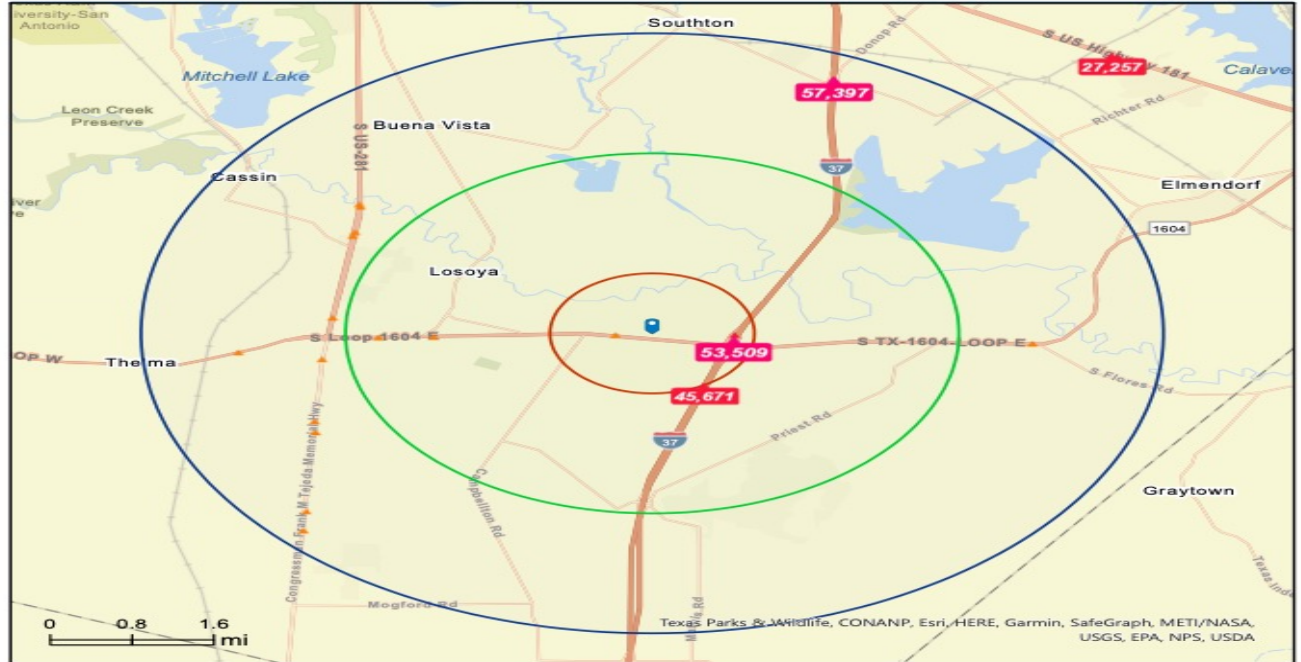 iversity-San
Antonio
Southton
Donop Rd
S US Highway 181
27,257
Calave
Mitchell Lake
57,397
Leon Creek
Preserve
Richter Rd
S US-281
Buena Vista
37
Cassin
Elmendorf
1604
Losoya
S Loop 1604 E
OP W
Thelma
53,509
S TX-1604-LOOP E
S Flores Rd
45,671
37
Priest Rd
Congressman Frank M Tejeda Memorial Hwy
Campbellton Rd
Graytown
Mogford Rd
0 0.8 1.6
mi
Texas Parks & Wildlife, CONANP, Esri, HERE, Garmin, SafeGraph, METI/NASA,
USGS, EPA, NPS, USDA